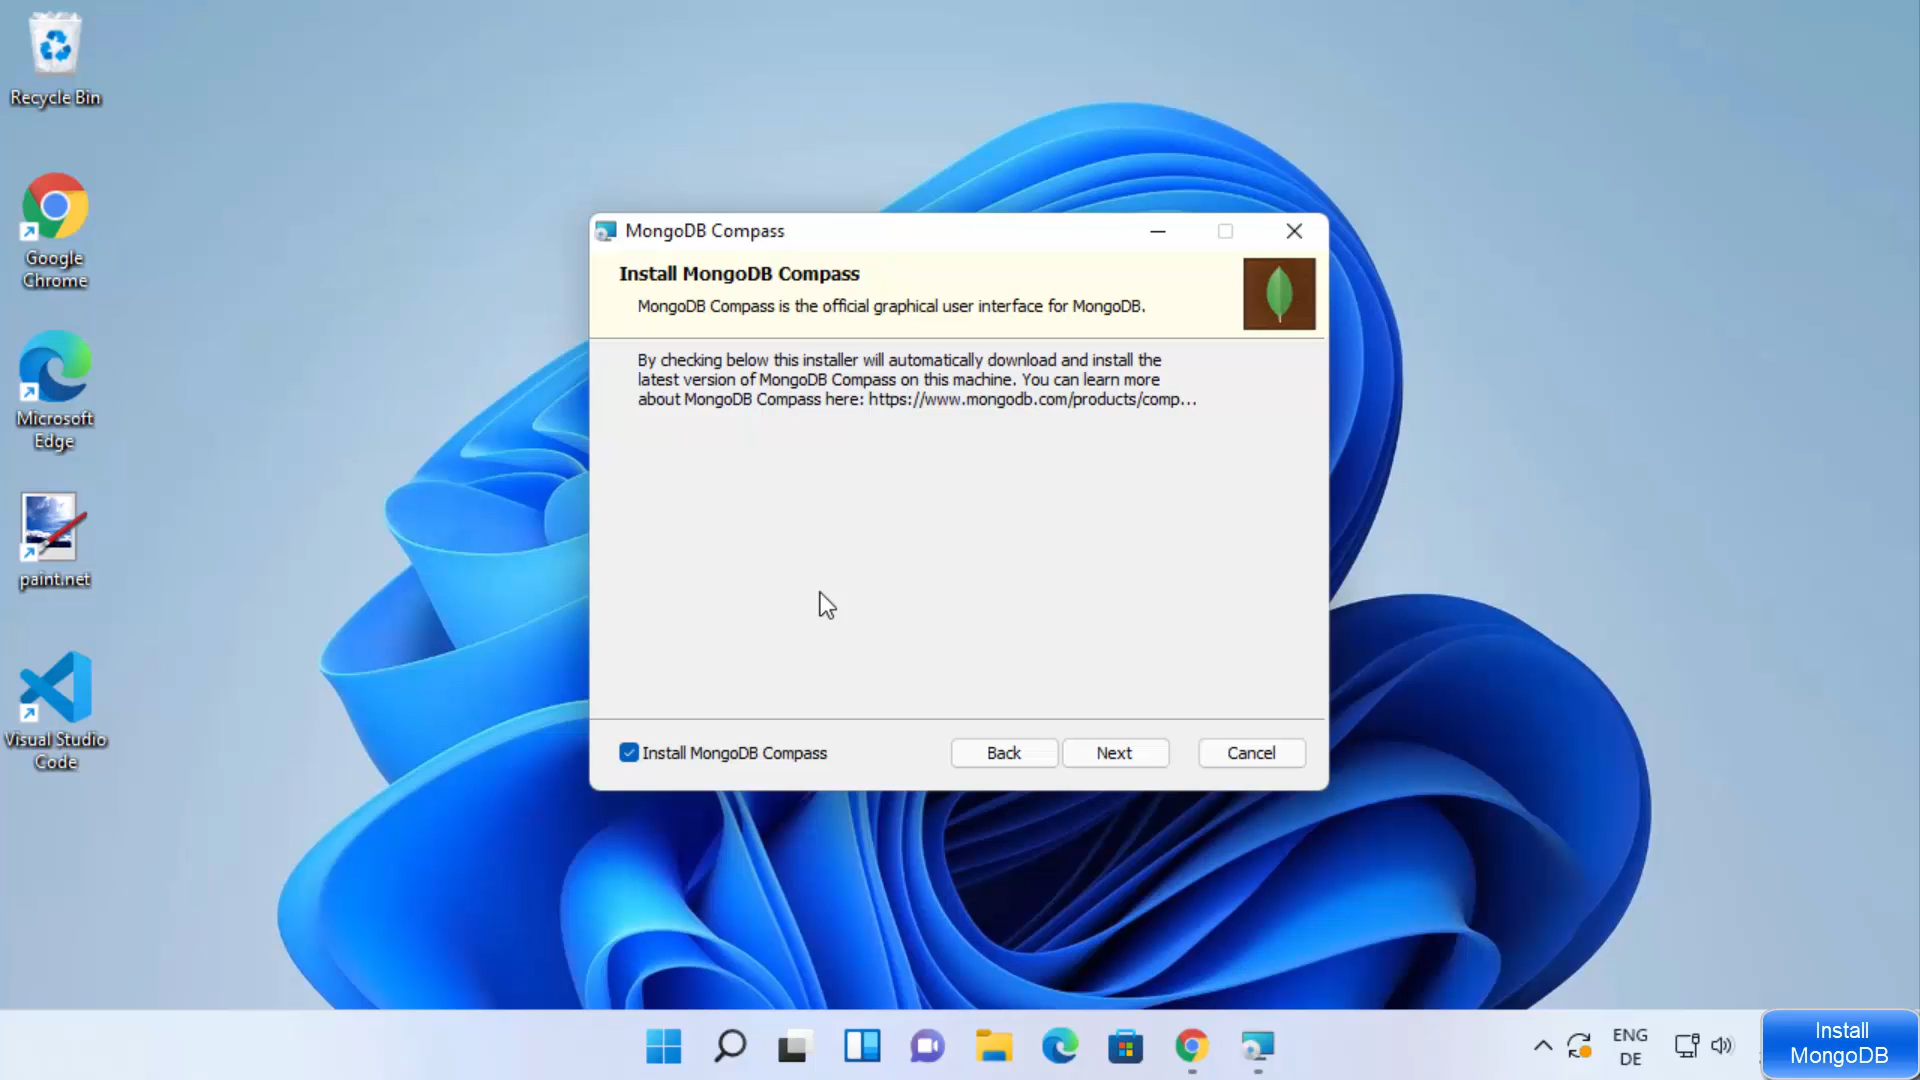 Recycle Bin
Google
Chrome
Microsoft
Edge
paint.net
Visual Studio
Code
MongoDB Compass
Install MongoDB Compass
MongoDB Compass is the official graphical user interface for MongoDB.
By checking below this installer will automatically download and install the
latest version of MongoDB Compass on this machine. You can learn more
about MongoDB Compass here: https://www.mongodb.com/products/comp...
Install MongoDB Compass
Back
Next
Cancel
ENG
DE
Install
MongoDB